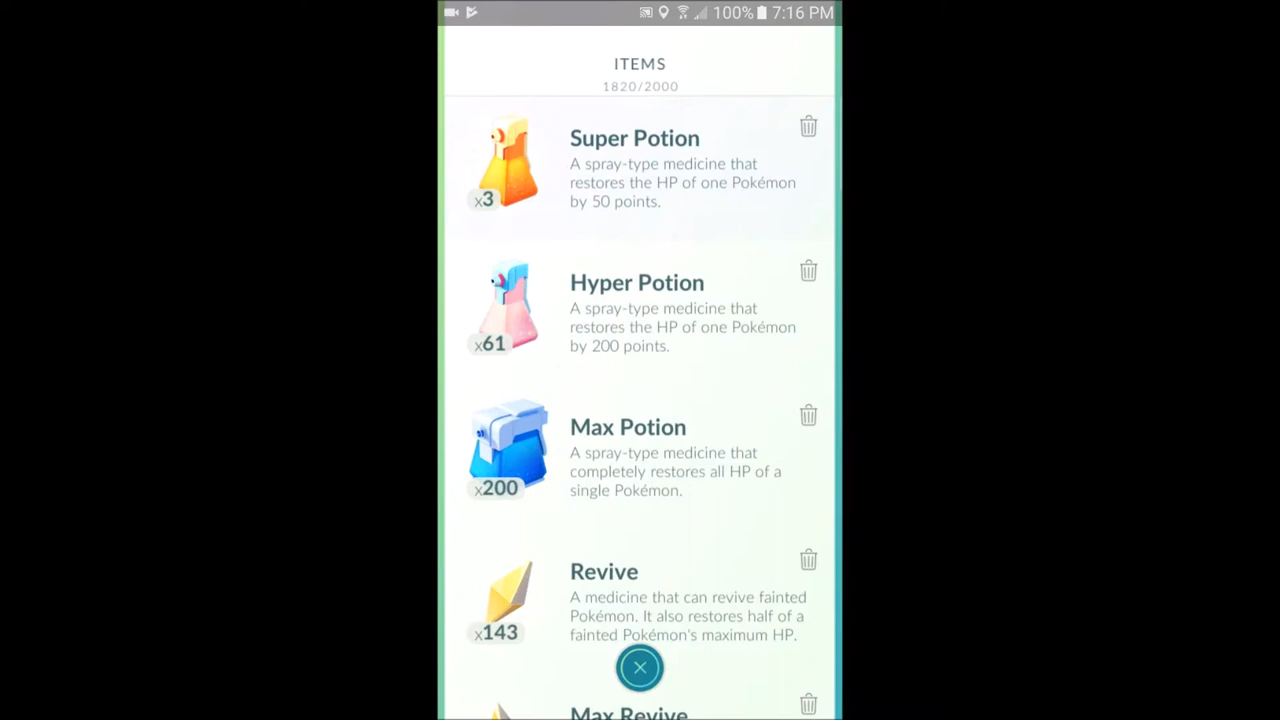 100% 7:16 PM
ITEMS
1820/2000
Super Potion
A spray-type medicine that
restores the HP of one Pokémon
by 50 points.
x3
Hyper Potion
A spray-type medicine that
restores the HP of one Pokémon
by 200 points.
x61
Max Potion
A spray-type medicine that
completely restores all HP of a
single Pokémon.
x200
Revive
A medicine that can revive fainted
Pokémon. It also restores half of a
fainted Pokémon's maximum HP.
x143
Max Revive